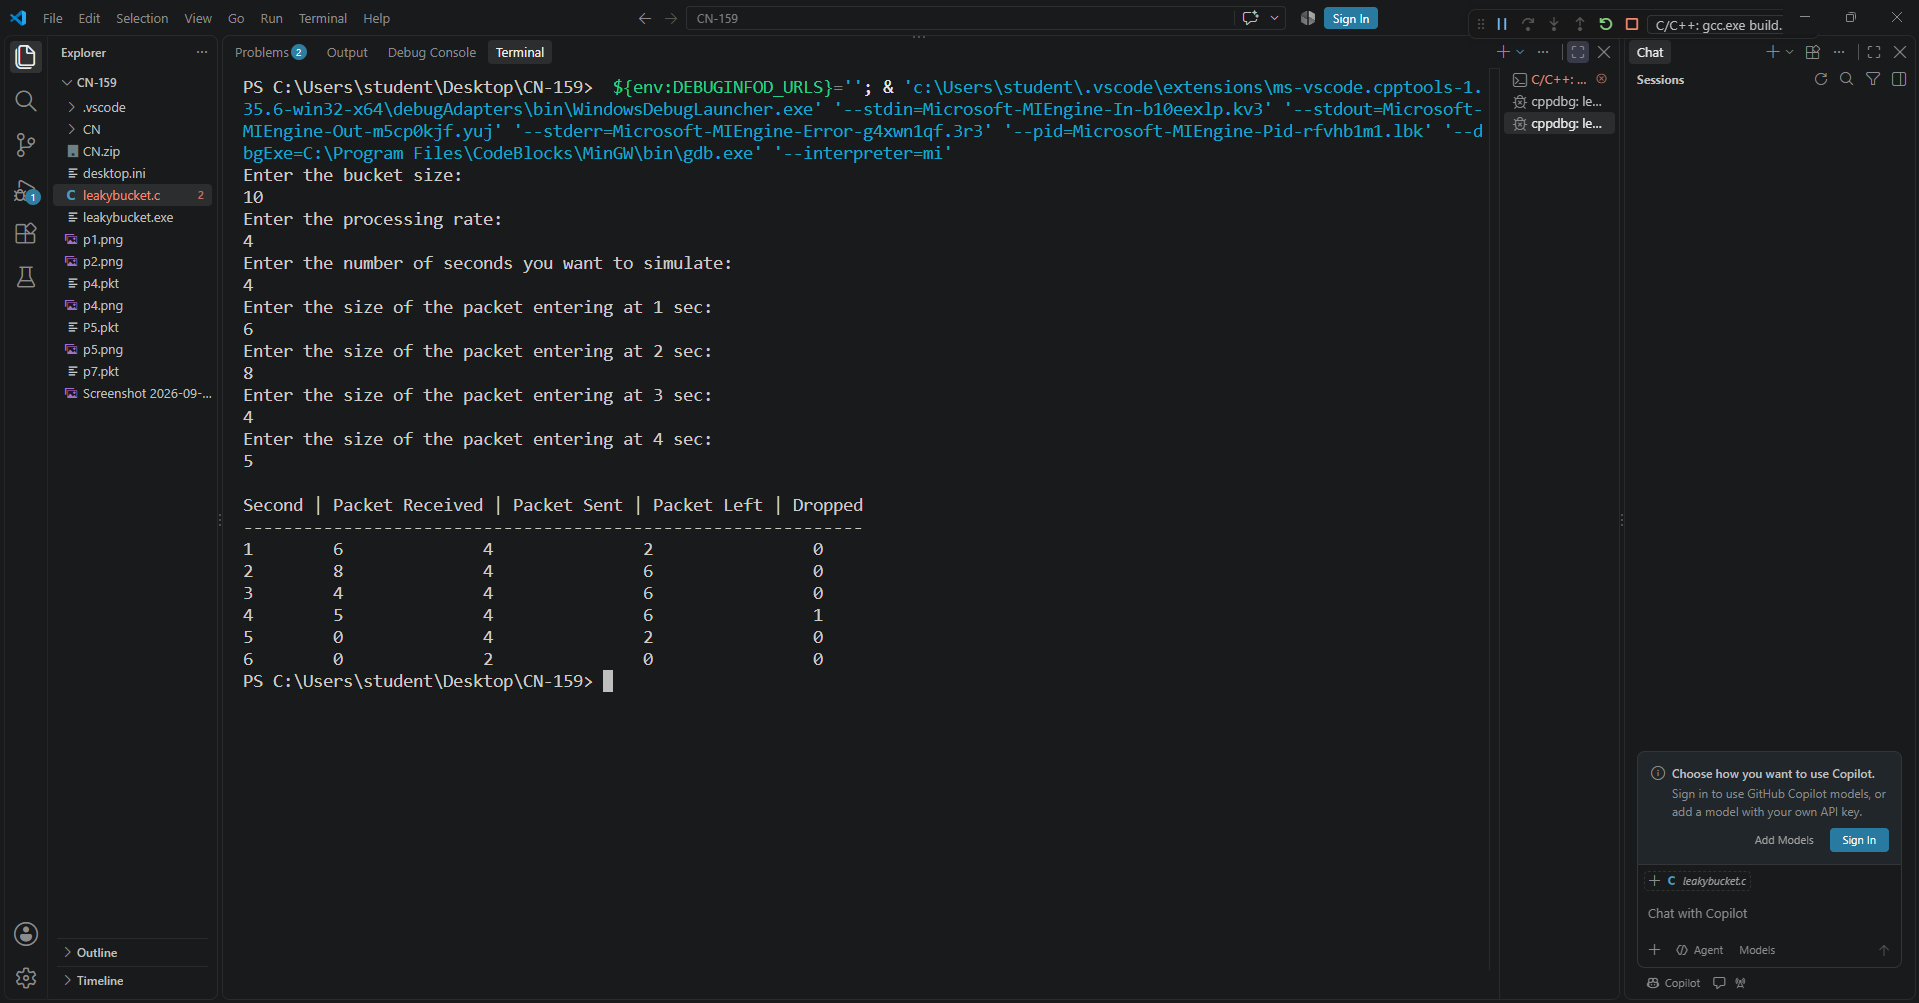 File Edit Selection View Go Run Terminal Help
CN-159
Sign In
C/C++: gcc.exe build.
Explorer
CN-159
.vscode
CN
CN.zip
desktop.ini
C leakybucket.c 2
leakybucket.exe
p1.png
p2.png
p4.pkt
p4.png
P5.pkt
p5.png
p7.pkt
Screenshot 2026-09-...
Outline
Timeline
1
Problems 2 Output Debug Console Terminal
PS C:\Users\student\Desktop\CN-159>  ${env:DEBUGINFOD_URLS}=''; & 'c:\Users\student\.vscode\extensions\ms-vscode.cpptools-1.
35.6-win32-x64\debugAdapters\bin\WindowsDebugLauncher.exe' '--stdin=Microsoft-MIEngine-In-b10eexlp.kv3' '--stdout=Microsoft-
MIEngine-Out-m5cp0kjf.yuj' '--stderr=Microsoft-MIEngine-Error-g4xwn1qf.3r3' '--pid=Microsoft-MIEngine-Pid-rfvhb1m1.lbk' '--d
bgExe=C:\Program Files\CodeBlocks\MinGW\bin\gdb.exe' '--interpreter=mi'
Enter the bucket size:
10
Enter the processing rate:
4
Enter the number of seconds you want to simulate:
4
Enter the size of the packet entering at 1 sec:
6
Enter the size of the packet entering at 2 sec:
8
Enter the size of the packet entering at 3 sec:
4
Enter the size of the packet entering at 4 sec:
5
Second | Packet Received | Packet Sent | Packet Left | Dropped
--------------------------------------------------------------
1 6 4 2 0
2 8 4 6 0
3 4 4 6 0
4 5 4 6 1
5 0 4 2 0
6 0 2 0 0
PS C:\Users\student\Desktop\CN-159>
C/C++: ...
cppdbg: le...
cppdbg: le...
Chat
Sessions
Choose how you want to use Copilot.
Sign in to use GitHub Copilot models, or
add a model with your own API key.
Add Models Sign In
C leakybucket.c
Chat with Copilot
Agent Models
Copilot